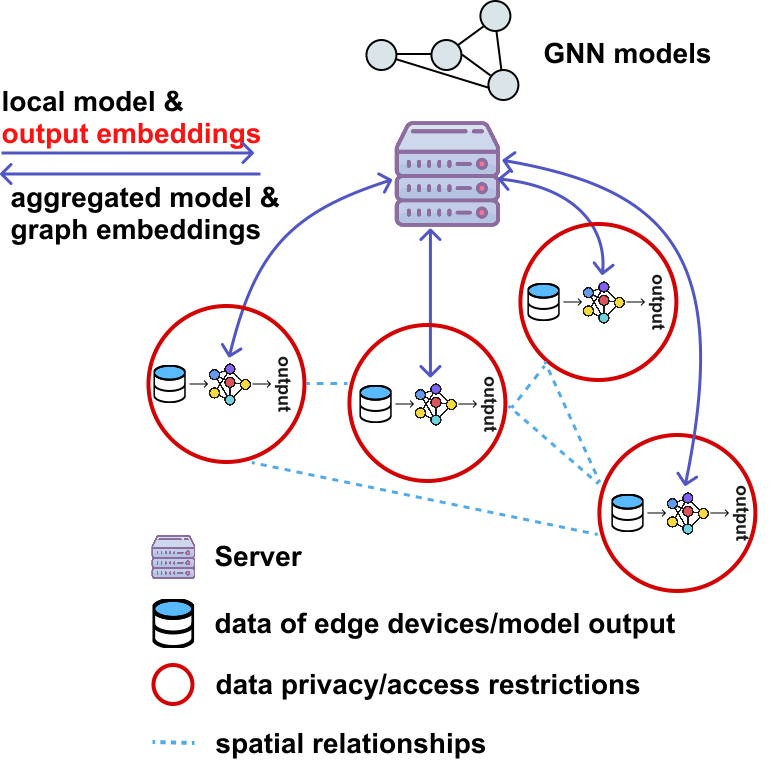 GNN models
local model &
output embeddings
aggregated model &
graph embeddings
output
output
output
output
Server
data of edge devices/model output
data privacy/access restrictions
spatial relationships